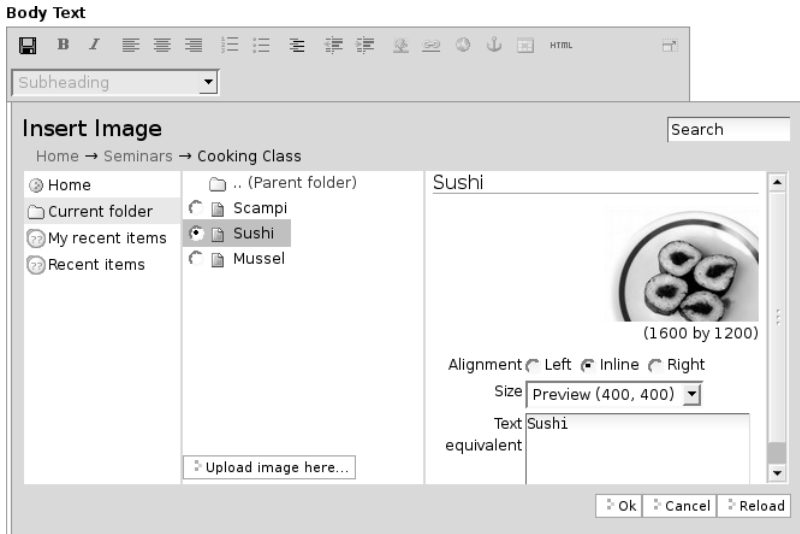 Body Text
B I HTML
Subheading
Insert Image
Search
Home → Seminars → Cooking Class
Home
Current folder
My recent items
Recent items
.. (Parent folder)
Scampi
Sushi
Mussel
Upload image here...
Sushi
(1600 by 1200)
Alignment Left Inline Right
Size Preview (400, 400)
Text equivalent
Sushi
Ok Cancel Reload